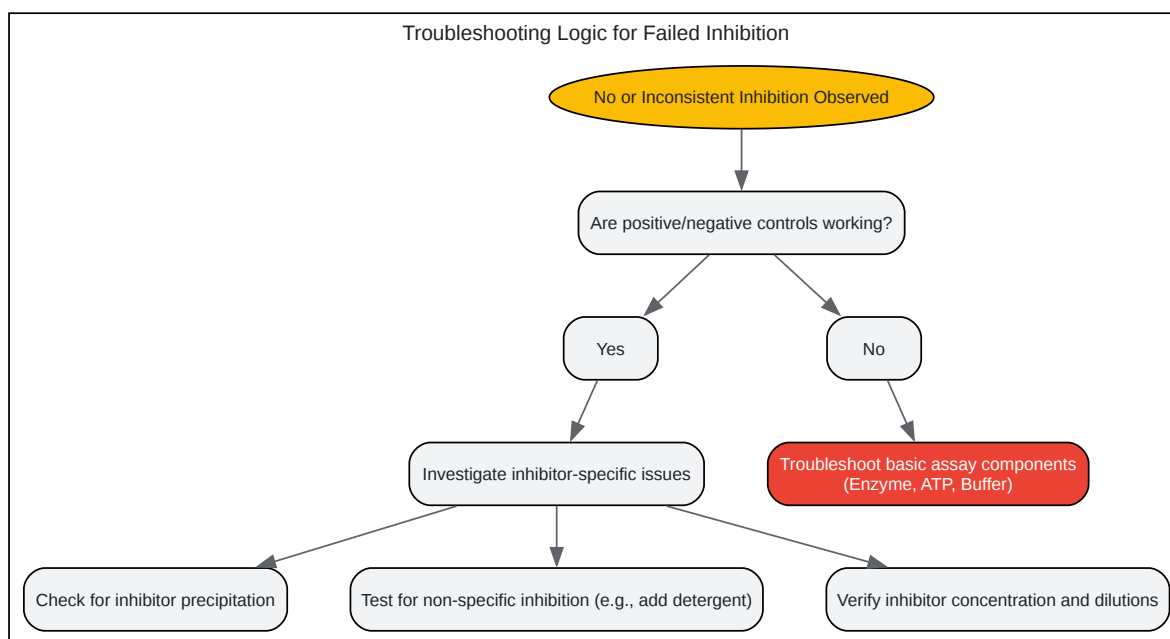 Troubleshooting Logic for Failed Inhibition
No or Inconsistent Inhibition Observed
Are positive/negative controls working?
Yes
No
Investigate inhibitor-specific issues
Troubleshoot basic assay components
(Enzyme, ATP, Buffer)
Check for inhibitor precipitation
Test for non-specific inhibition (e.g., add detergent)
Verify inhibitor concentration and dilutions